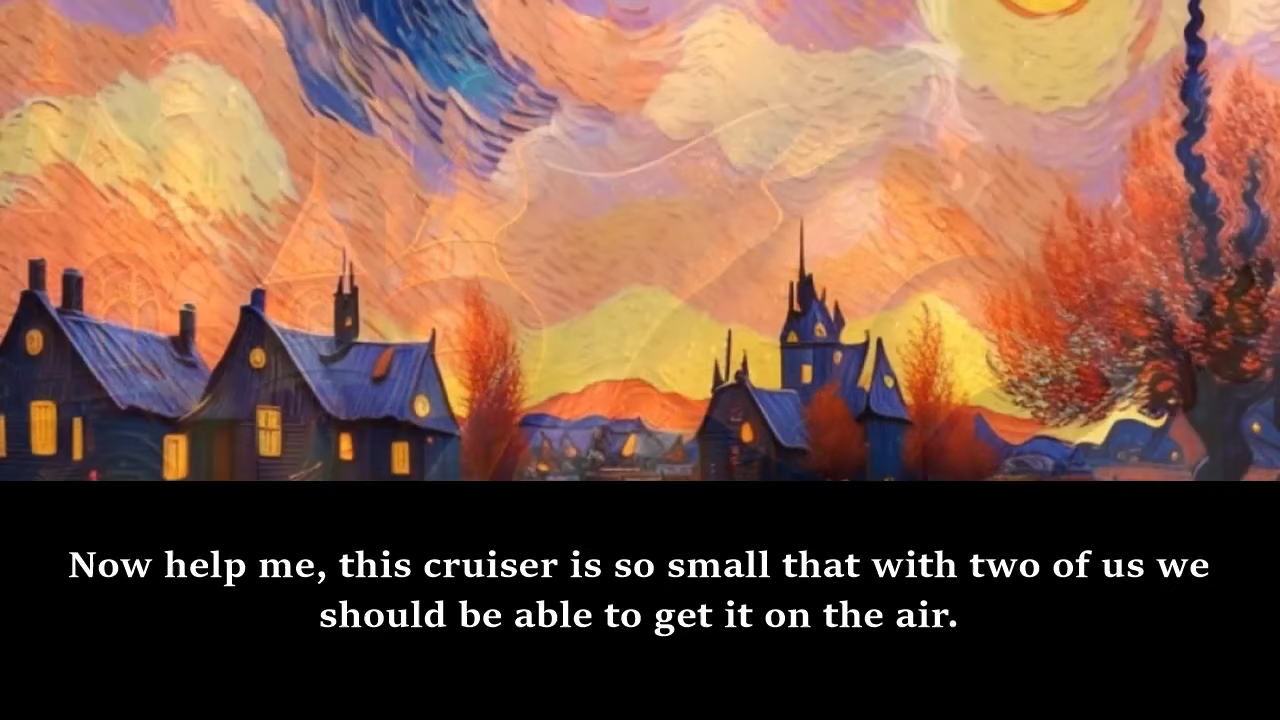 Now help me, this cruiser is so small that with two of us we
should be able to get it on the air.